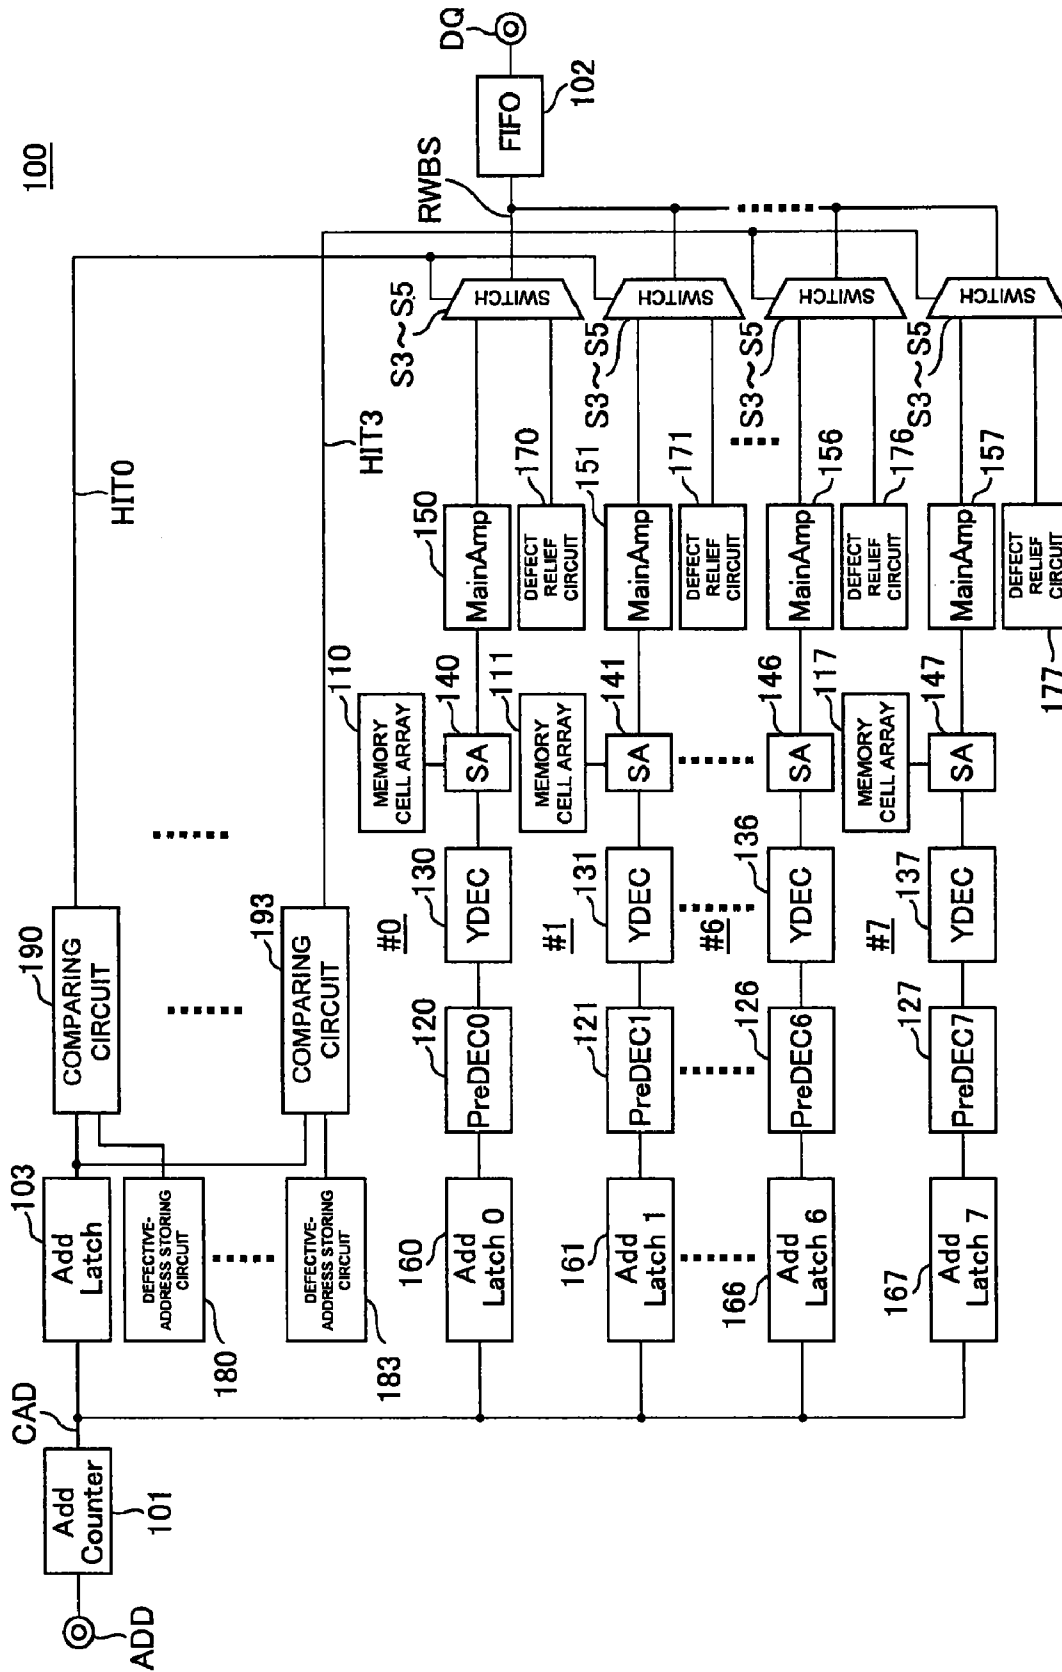 100
ADD
Add
Counter
101
CAD
Add
Latch
103
DEFECTIVE-
ADDRESS STORING
CIRCUIT
180
DEFECTIVE-
ADDRESS STORING
CIRCUIT
183
COMPARING
CIRCUIT
190
COMPARING
CIRCUIT
193
HIT0
HIT3
RWBS
FIFO
102
DQ
#0
Add
Latch 0
160
PreDEC0
120
YDEC
130
MEMORY
CELL ARRAY
110
SA
140
MainAmp
150
DEFECT
RELIEF
CIRCUIT
170
SWITCH
S3~S5
#1
Add
Latch 1
161
PreDEC1
121
YDEC
131
MEMORY
CELL ARRAY
111
SA
141
MainAmp
151
DEFECT
RELIEF
CIRCUIT
171
SWITCH
S3~S5
#6
Add
Latch 6
166
PreDEC6
126
YDEC
136
SA
146
MainAmp
156
DEFECT
RELIEF
CIRCUIT
176
SWITCH
S3~S5
#7
Add
Latch 7
167
PreDEC7
127
YDEC
137
MEMORY
CELL ARRAY
117
SA
147
MainAmp
157
DEFECT
RELIEF
CIRCUIT
177
SWITCH
S3~S5